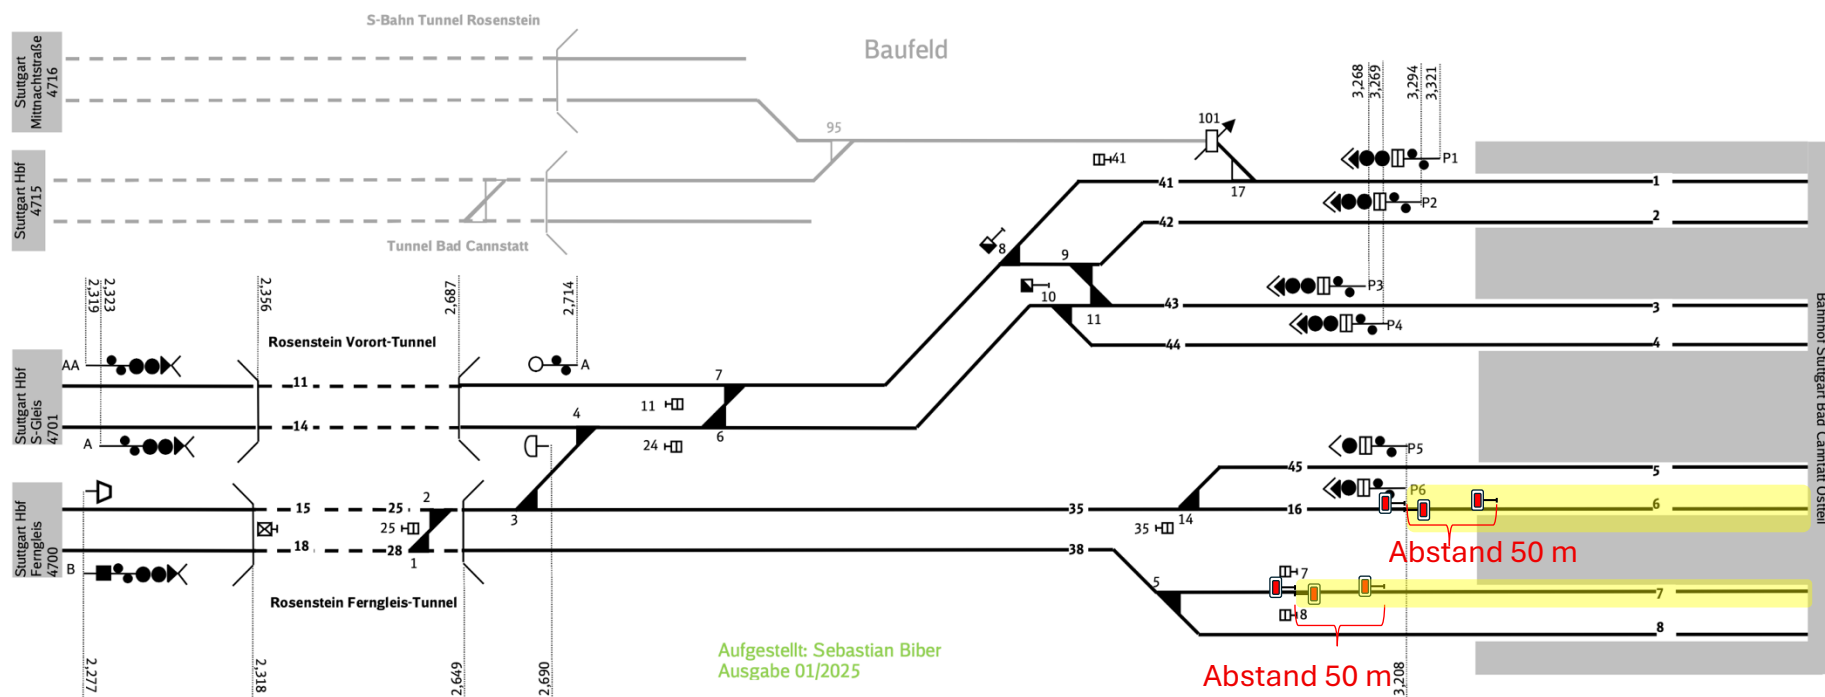 S-Bahn Tunnel Rosenstein
Baufeld
Stuttgart
Mittnachtstraße
4716
95
101
3,268
3,269
3,294
3,321
P1
41
17
41
1
P2
42
2
Stuttgart Hbf
4715
Tunnel Bad Cannstatt
8
9
10
11
P3
43
3
P4
44
4
2,319
2,323
2,356
2,687
2,714
Rosenstein Vorort-Tunnel
AA
A
Stuttgart Hbf
S-Gleis
4701
11
14
A
7
11
6
24
4
P5
45
5
P6
16
6
Stuttgart Hbf
Ferngleis
4700
15
25
2
25
18
28
1
3
35
35
14
38
Abstand 50 m
B
Rosenstein Ferngleis-Tunnel
5
7
7
8
8
Abstand 50 m
Aufgestellt: Sebastian Biber
Ausgabe 01/2025
2,277
2,318
2,649
2,690
3,208
Bahnhof Stuttgart Bad Canntatt Ostteil